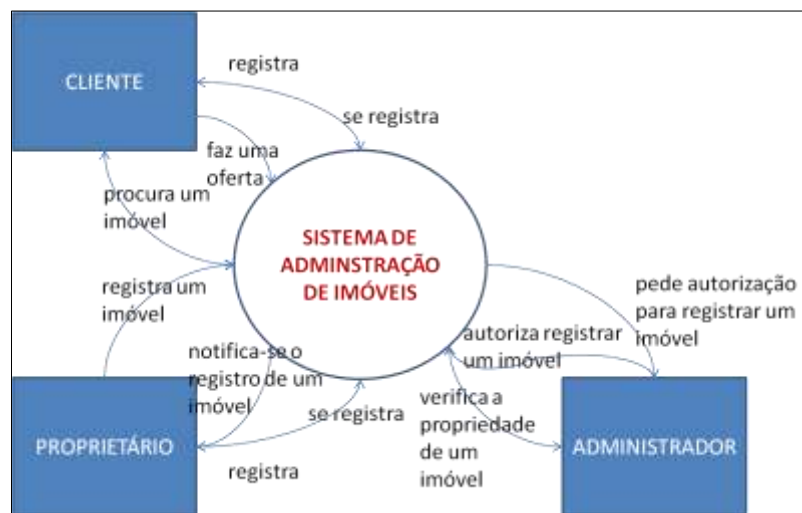 registra
CLIENTE
se registra
faz uma
oferta
procura um
imóvel
SISTEMA DE
ADMINSTRAÇÃO
DE IMÓVEIS
registra um
imóvel
pede autorização
para registrar um
imóvel
autoriza registrar
um imóvel
notifica-se o
registro de um
imóvel
se registra
verifica a
propriedade
de um
imóvel
PROPRIETÁRIO
ADMINISTRADOR
registra